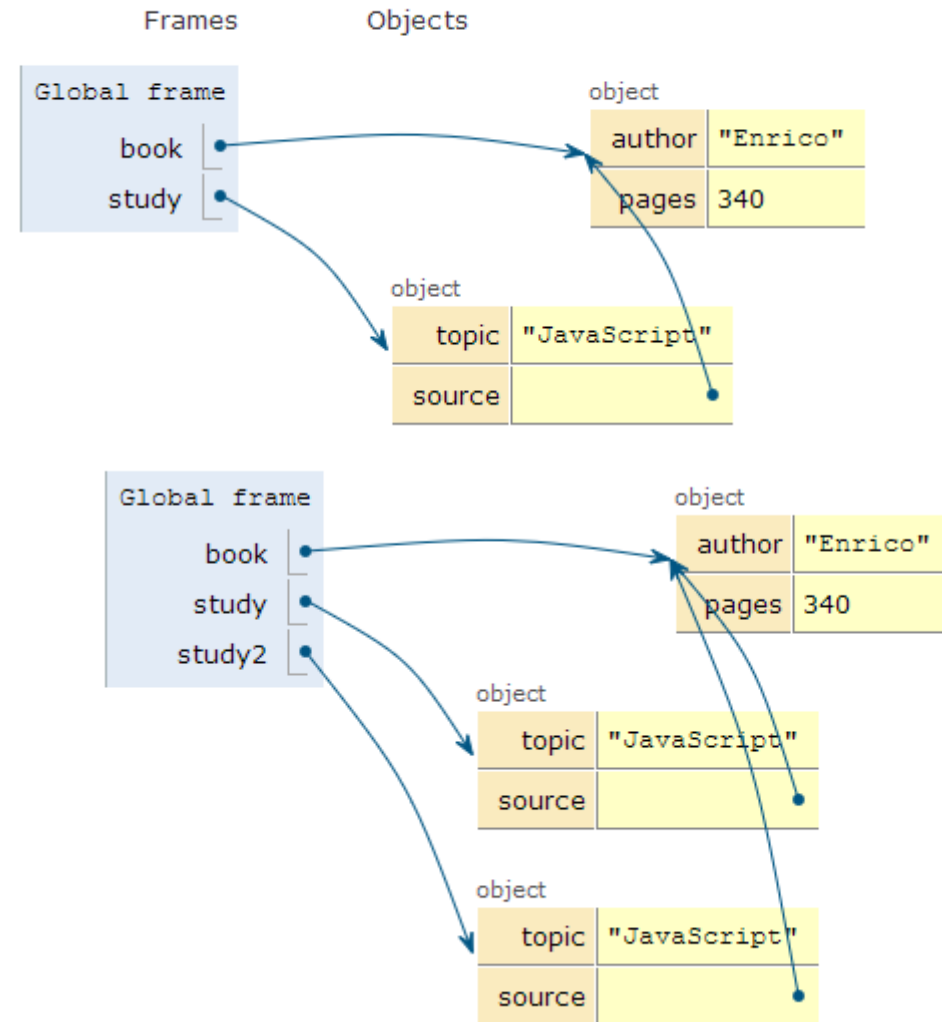 Frames Objects
Global frame
object
book
author "Enrico"
study
pages 340
object
topic "JavaScript"
source
Global frame
object
book
author "Enrico"
study
pages 340
study2
object
topic "JavaScript"
source
object
topic "JavaScript"
source